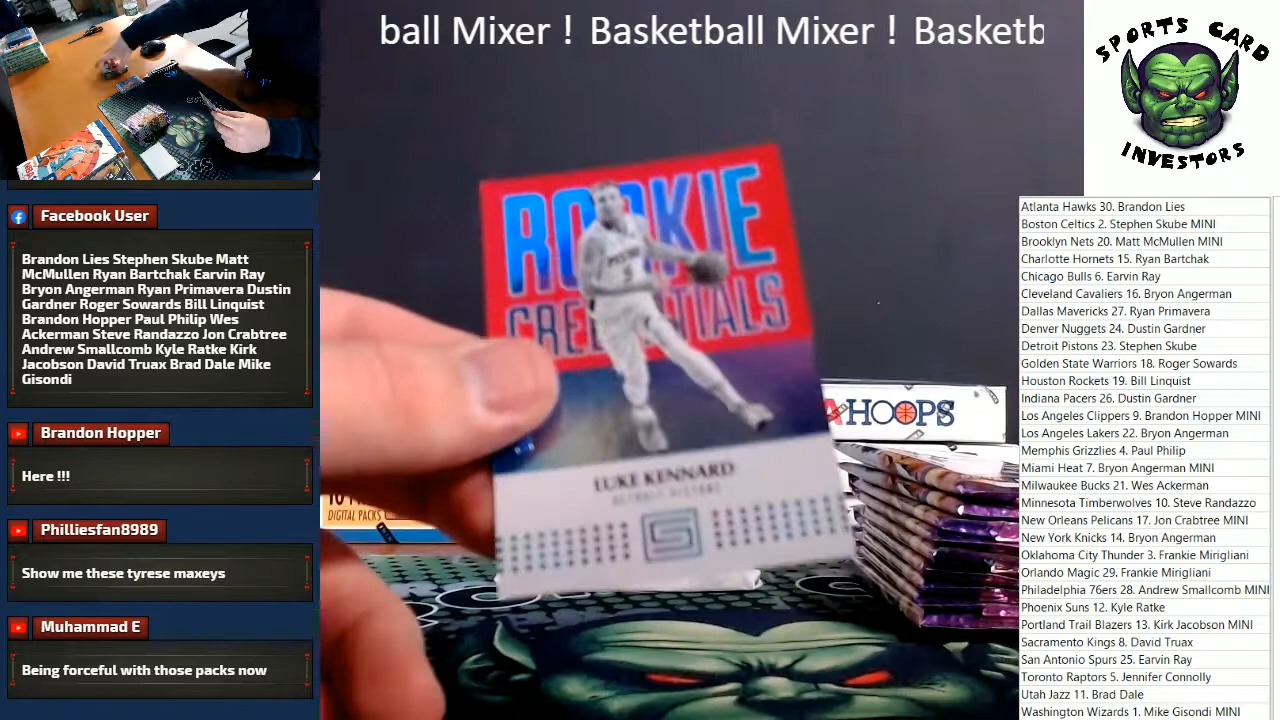 ball Mixer ! Basketball Mixer ! Basketb
SPORTS CARD
INVESTORS
Facebook User
Brandon Lies Stephen Skube Matt
McMullen Ryan Bartchak Earvin Ray
Bryon Angerman Ryan Primavera Dustin
Gardner Roger Sowards Bill Linquist
Brandon Hopper Paul Philip Wes
Ackerman Steve Randazzo Jon Crabtree
Andrew Smallcomb Kyle Ratke Kirk
Jacobson David Truax Brad Dale Mike
Gisondi
Brandon Hopper
Here !!!
Philliesfan8989
Show me these tyrese maxeys
Muhammad E
Being forceful with those packs now
ROOKIE
CREDENTIALS
LUKE KENNARD
DETROIT PISTONS
HOOPS
DIGITAL PACKS
Atlanta Hawks 30. Brandon Lies
Boston Celtics 2. Stephen Skube MINI
Brooklyn Nets 20. Matt McMullen MINI
Charlotte Hornets 15. Ryan Bartchak
Chicago Bulls 6. Earvin Ray
Cleveland Cavaliers 16. Bryon Angerman
Dallas Mavericks 27. Ryan Primavera
Denver Nuggets 24. Dustin Gardner
Detroit Pistons 23. Stephen Skube
Golden State Warriors 18. Roger Sowards
Houston Rockets 19. Bill Linquist
Indiana Pacers 26. Dustin Gardner
Los Angeles Clippers 9. Brandon Hopper MINI
Los Angeles Lakers 22. Bryon Angerman
Memphis Grizzlies 4. Paul Philip
Miami Heat 7. Bryon Angerman MINI
Milwaukee Bucks 21. Wes Ackerman
Minnesota Timberwolves 10. Steve Randazzo
New Orleans Pelicans 17. Jon Crabtree MINI
New York Knicks 14. Bryon Angerman
Oklahoma City Thunder 3. Frankie Mirigliani
Orlando Magic 29. Frankie Mirigliani
Philadelphia 76ers 28. Andrew Smallcomb MINI
Phoenix Suns 12. Kyle Ratke
Portland Trail Blazers 13. Kirk Jacobson MINI
Sacramento Kings 8. David Truax
San Antonio Spurs 25. Earvin Ray
Toronto Raptors 5. Jennifer Connolly
Utah Jazz 11. Brad Dale
Washington Wizards 1. Mike Gisondi MINI